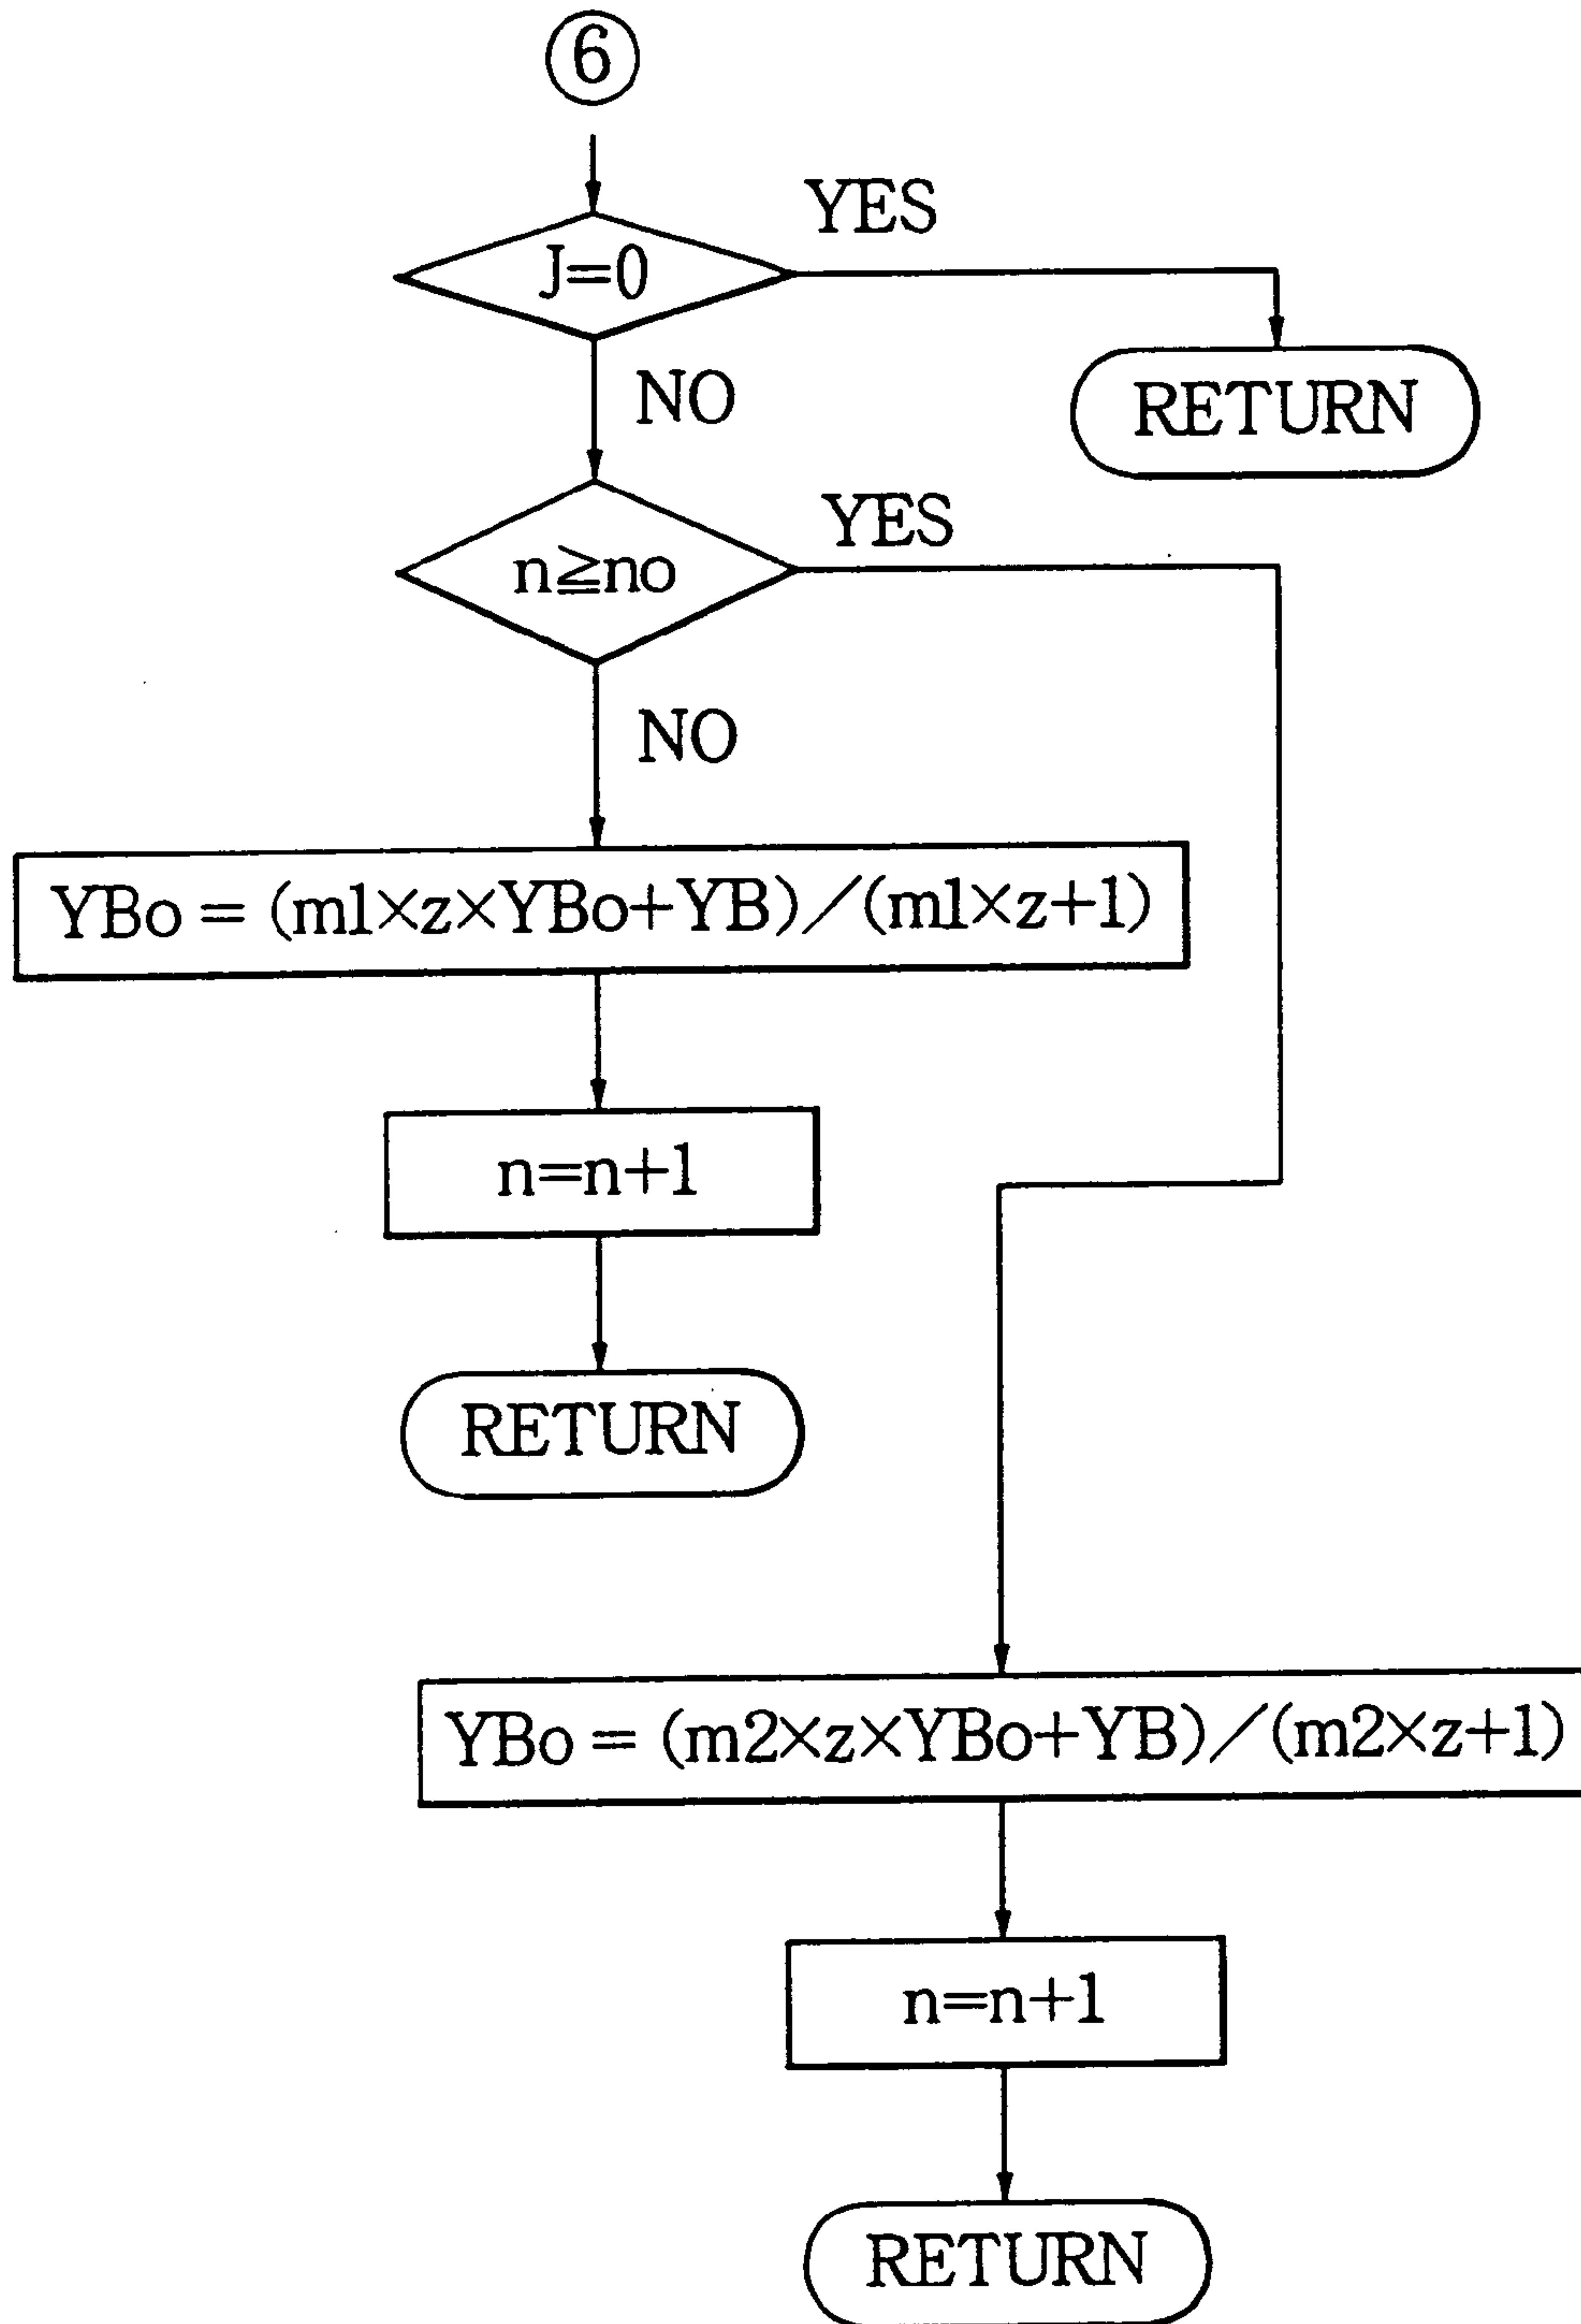 ⑥
YES
J=0
NO
RETURN
YES
n≧no
NO
YBo = (m1×z×YBo+YB)/(m1×z+1)
n=n+1
RETURN
YBo = (m2×z×YBo+YB)/(m2×z+1)
n=n+1
RETURN